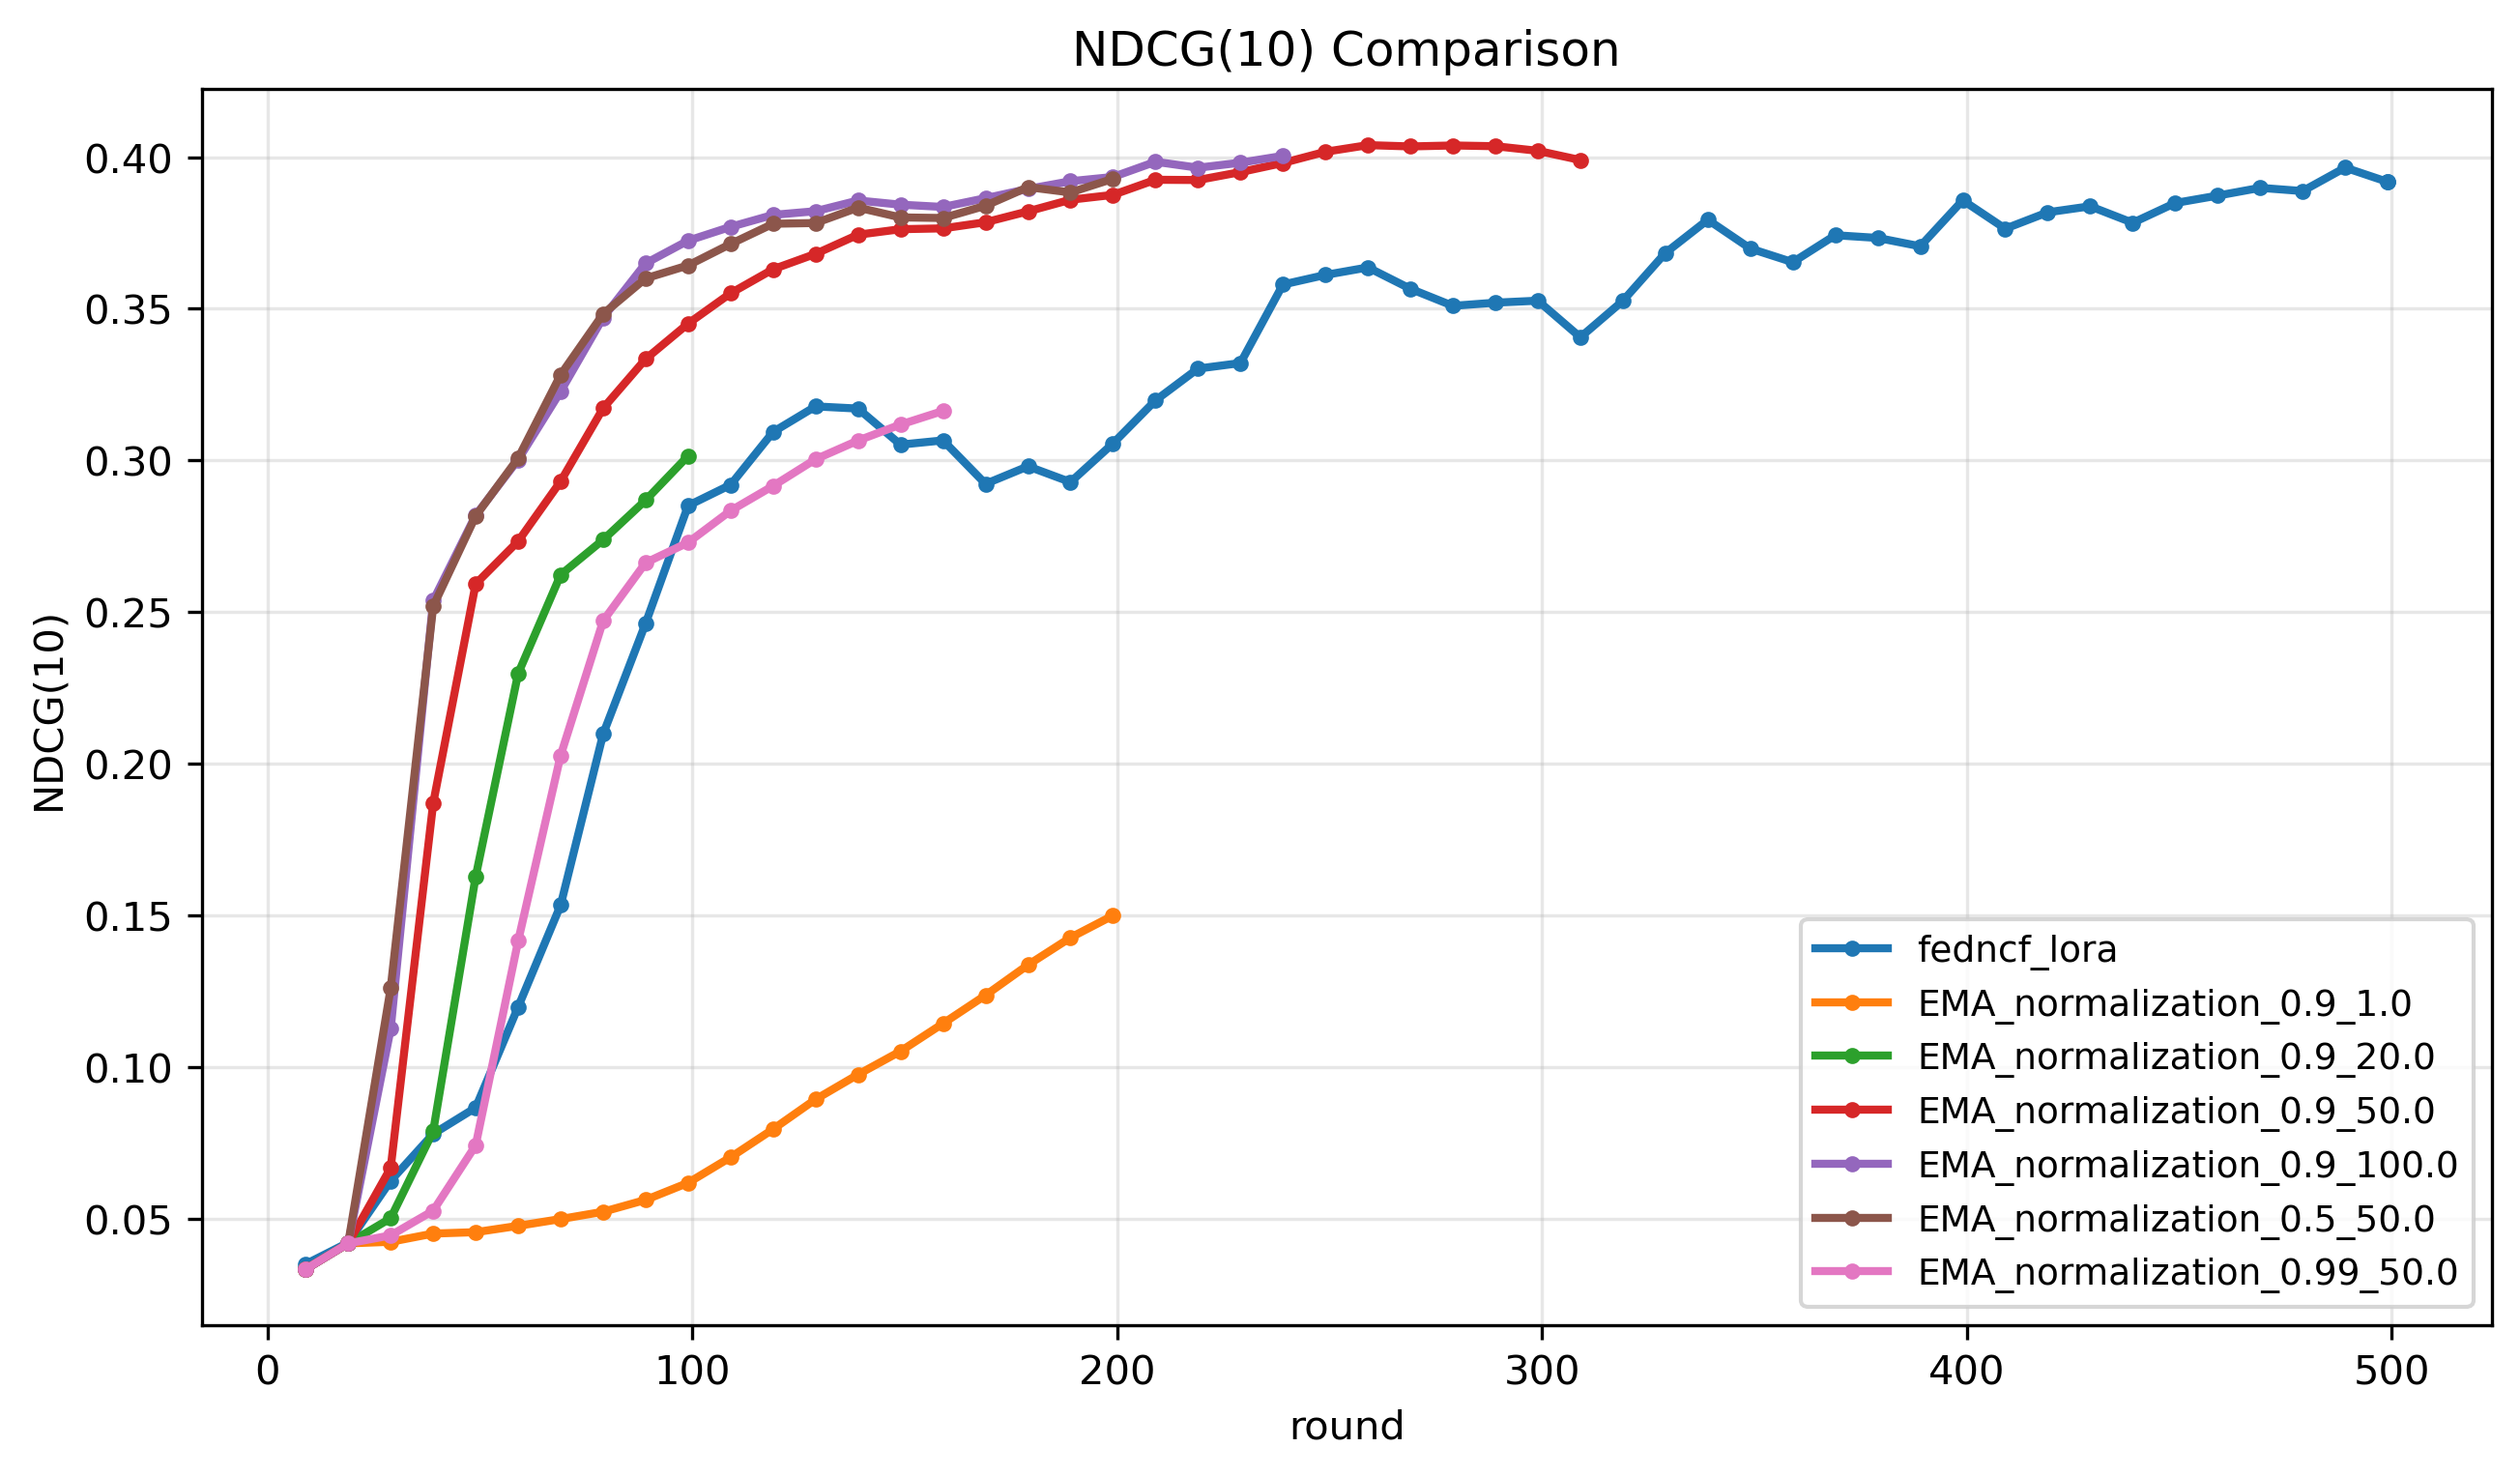 NDCG(10) Comparison
NDCG(10)
0.40
0.35
0.30
0.25
0.20
0.15
0.10
0.05
0
100
200
300
400
500
round
fedncf_lora
EMA_normalization_0.9_1.0
EMA_normalization_0.9_20.0
EMA_normalization_0.9_50.0
EMA_normalization_0.9_100.0
EMA_normalization_0.5_50.0
EMA_normalization_0.99_50.0